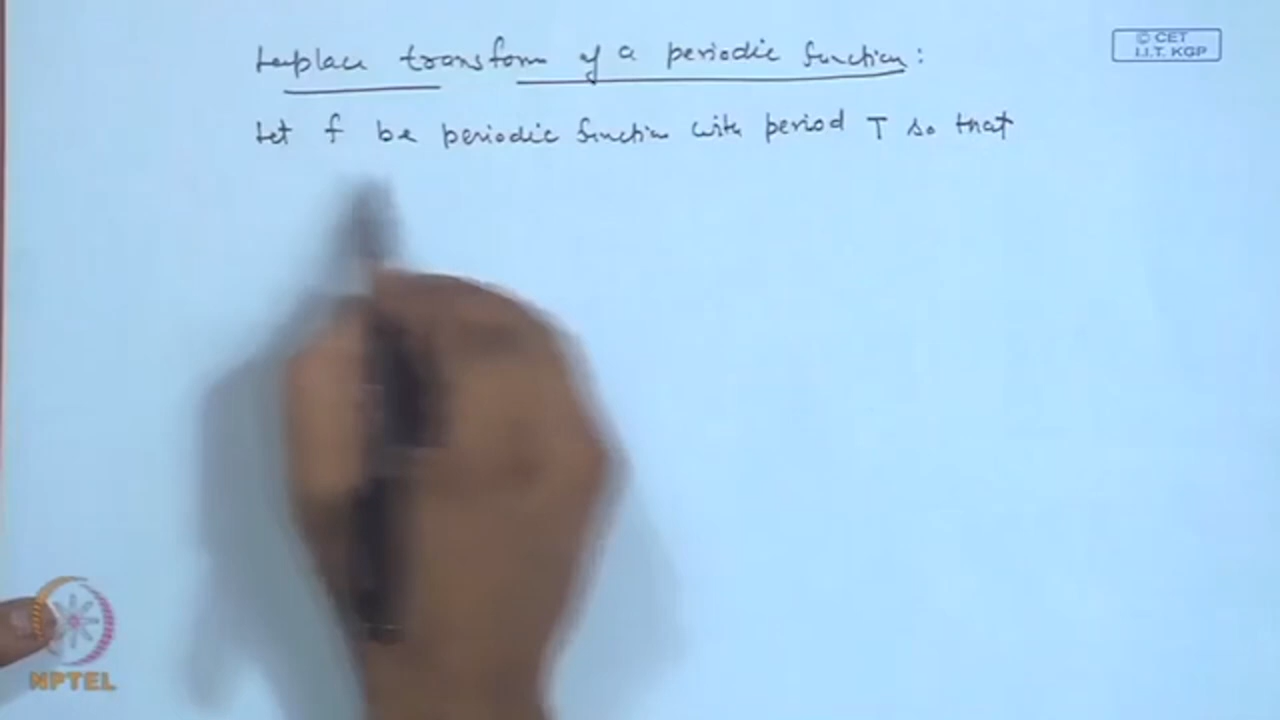 Laplace transform of a periodic function:
© CET
I.I.T. KGP
Let f be periodic function with period T so that
NPTEL